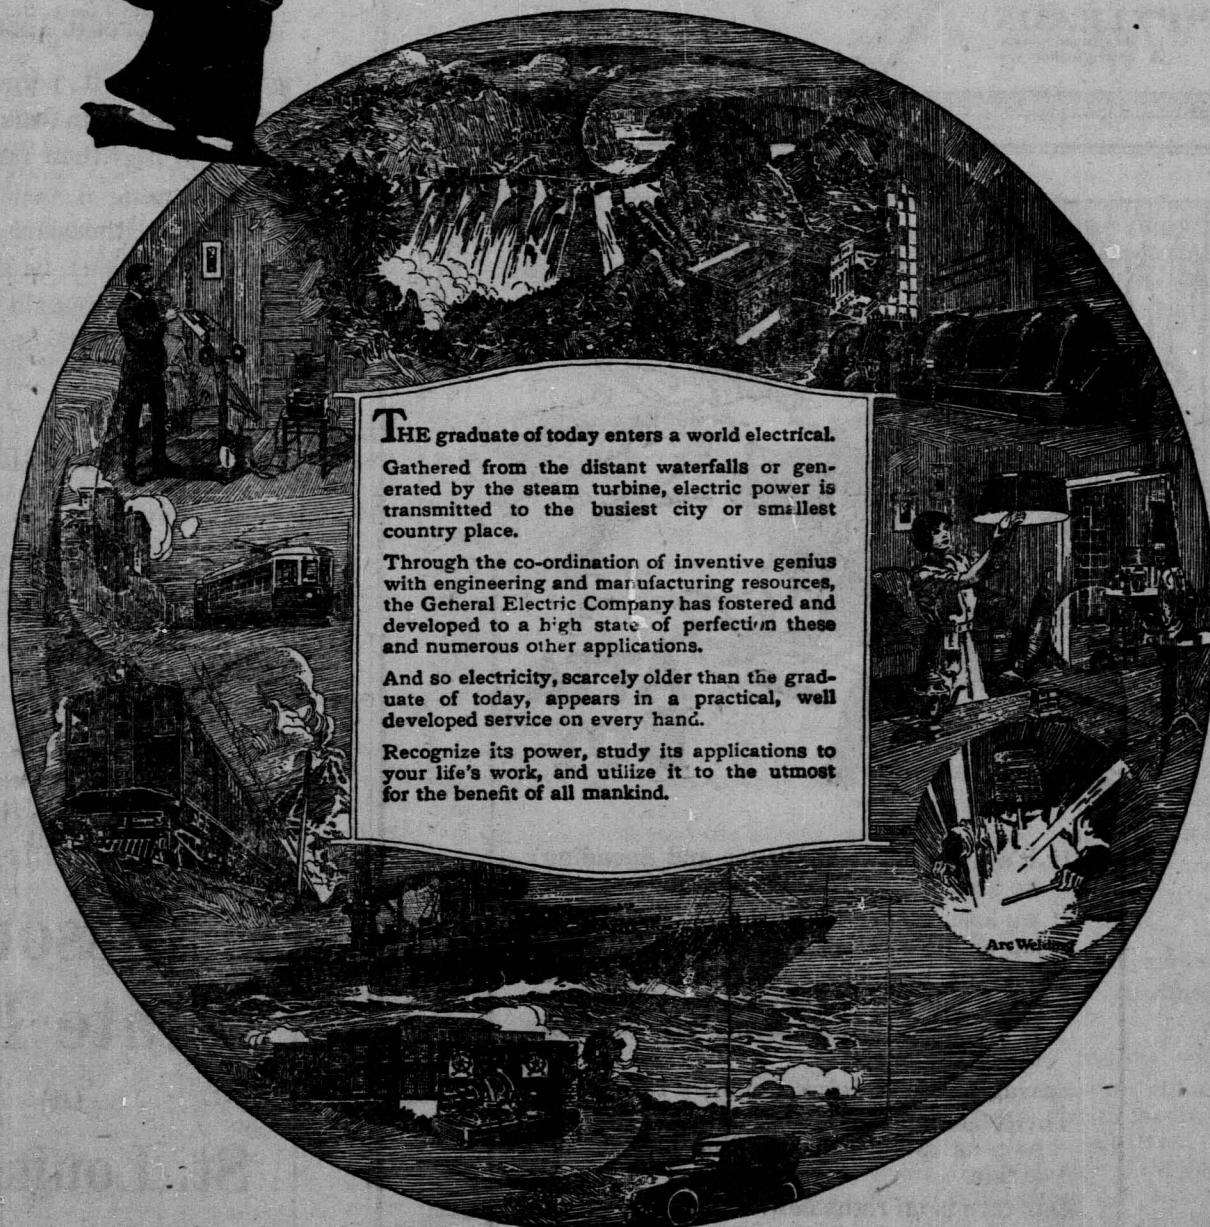 THE graduate of today enters a world electrical.
Gathered from the distant waterfalls or gen-
erated by the steam turbine, electric power is
transmitted to the busiest city or smallest
country place.
Through the co-ordination of inventive genius
with engineering and manufacturing resources,
the General Electric Company has fostered and
developed to a high state of perfection these
and numerous other applications.
And so electricity, scarcely older than the grad-
uate of today, appears in a practical, well
developed service on every hand.
Recognize its power, study its applications to
your life's work, and utilize it to the utmost
for the benefit of all mankind.
Arc Welding